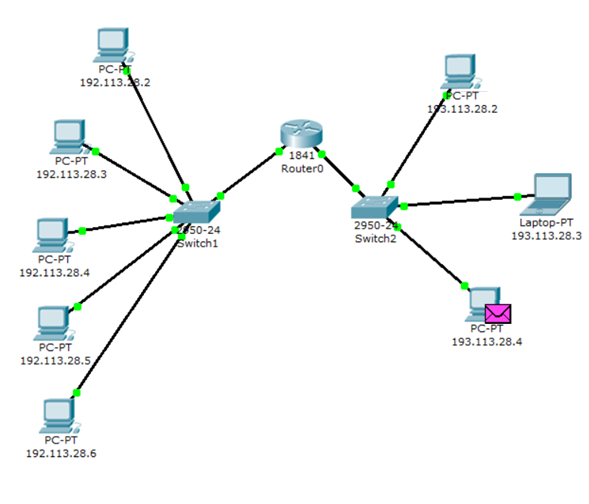 PC-PT
192.113.28.2
PC-PT
192.113.28.3
PC-PT
192.113.28.4
PC-PT
192.113.28.5
PC-PT
192.113.28.6
2950-24
Switch1
1841
Router0
2950-24
Switch2
PC-PT
193.113.28.2
Laptop-PT
193.113.28.3
PC-PT
193.113.28.4